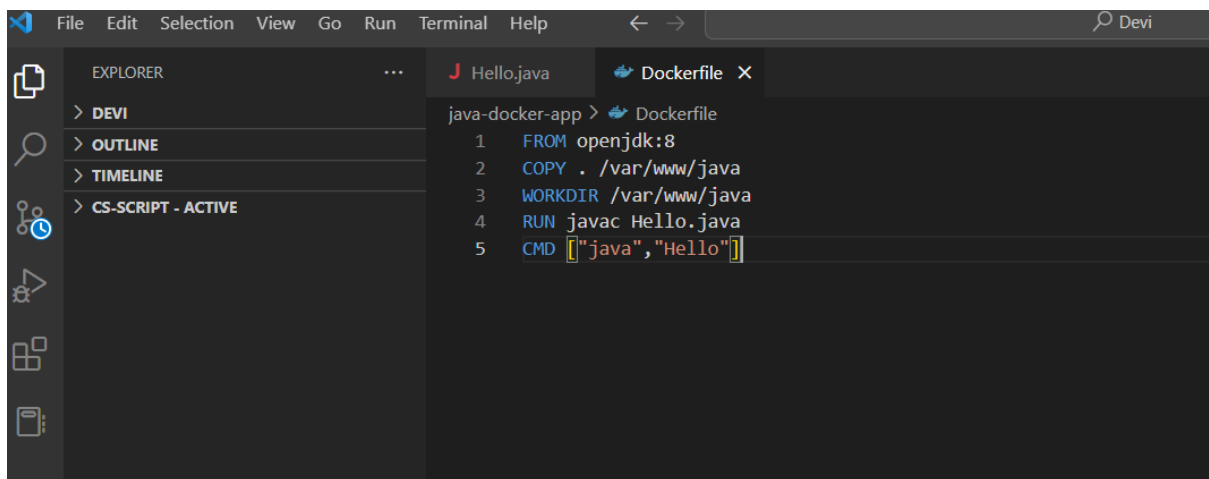 File Edit Selection View Go Run Terminal Help
Devi
EXPLORER
DEVI
OUTLINE
TIMELINE
CS-SCRIPT - ACTIVE
J Hello.java
Dockerfile
java-docker-app > Dockerfile
1 FROM openjdk:8
2 COPY . /var/www/java
3 WORKDIR /var/www/java
4 RUN javac Hello.java
5 CMD ["java","Hello"]